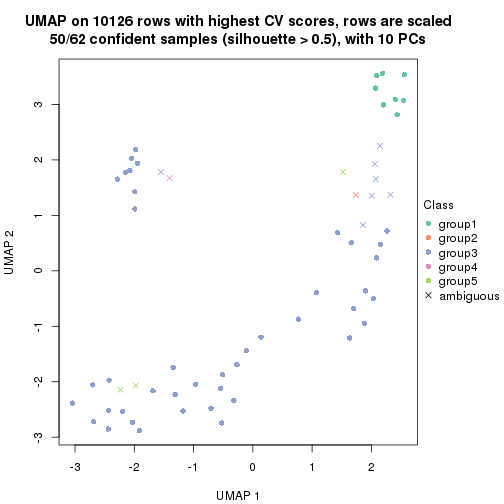 UMAP on 10126 rows with highest CV scores, rows are scaled
50/62 confident samples (silhouette > 0.5), with 10 PCs
3
2
1
0
-1
-2
-3
UMAP 2
-3
-2
-1
0
1
2
UMAP 1
Class
group1
group2
group3
group4
group5
ambiguous